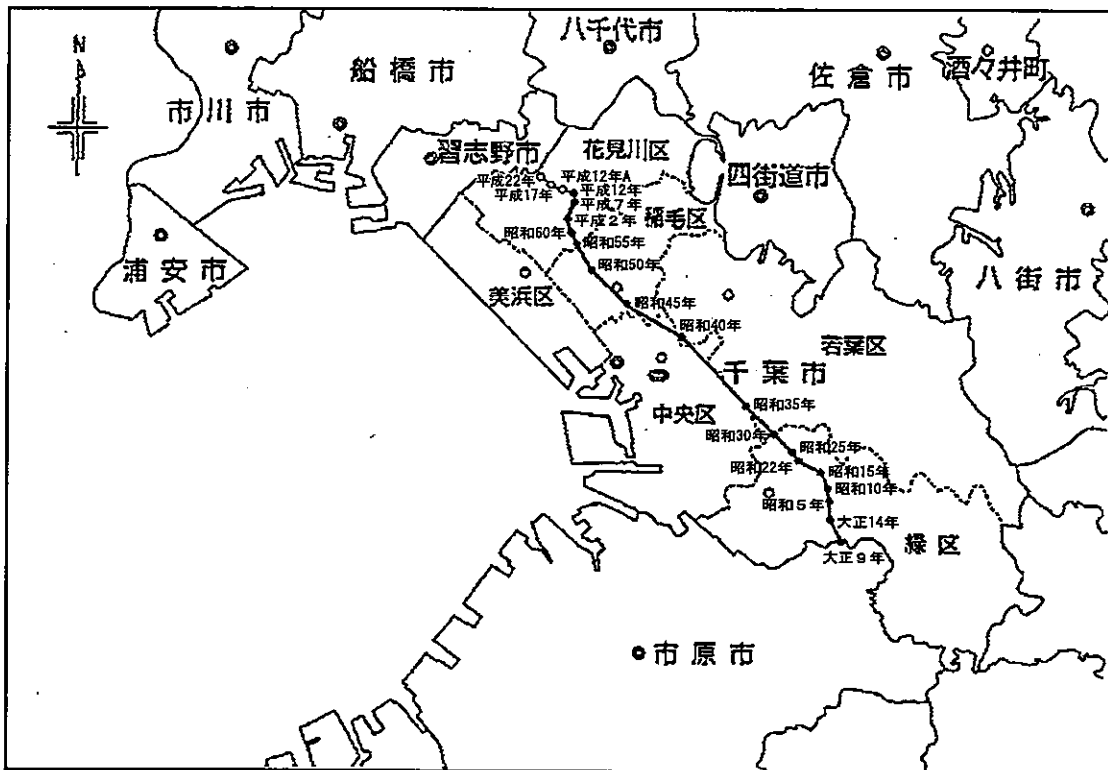 N
八千代市
船橋市
佐倉市
酒々井町
市川市
習志野市
花見川区
四街道市
平成22年
平成12年A
平成17年
平成12年
平成7年
平成2年
稲毛区
昭和60年
昭和55年
昭和50年
浦安市
美浜区
八街市
昭和45年
昭和40年
若葉区
千葉市
中央区
昭和35年
昭和30年
昭和25年
昭和22年
昭和15年
昭和10年
昭和5年
大正14年
緑区
大正9年
市原市